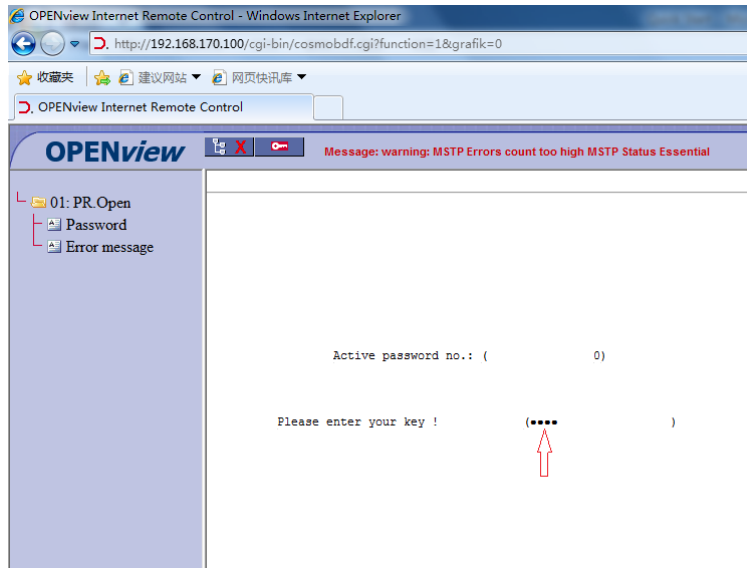 OPENview Internet Remote Control - Windows Internet Explorer
http://192.168.170.100/cgi-bin/cosmobdf.cgi?function=1&grafik=0
收藏夹 建议网站 ▼ 网页快讯库 ▼
OPENview Internet Remote Control
OPENview Message: warning: MSTP Errors count too high MSTP Status Essential
01: PR.Open
Password
Error message
Active password no.: ( 0)
Please enter your key ! (•••• )